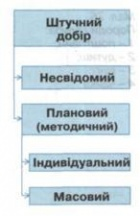 Штучний
добір
Несвідомий
Плановий
(методичний)
Індивідуальний
Масовий